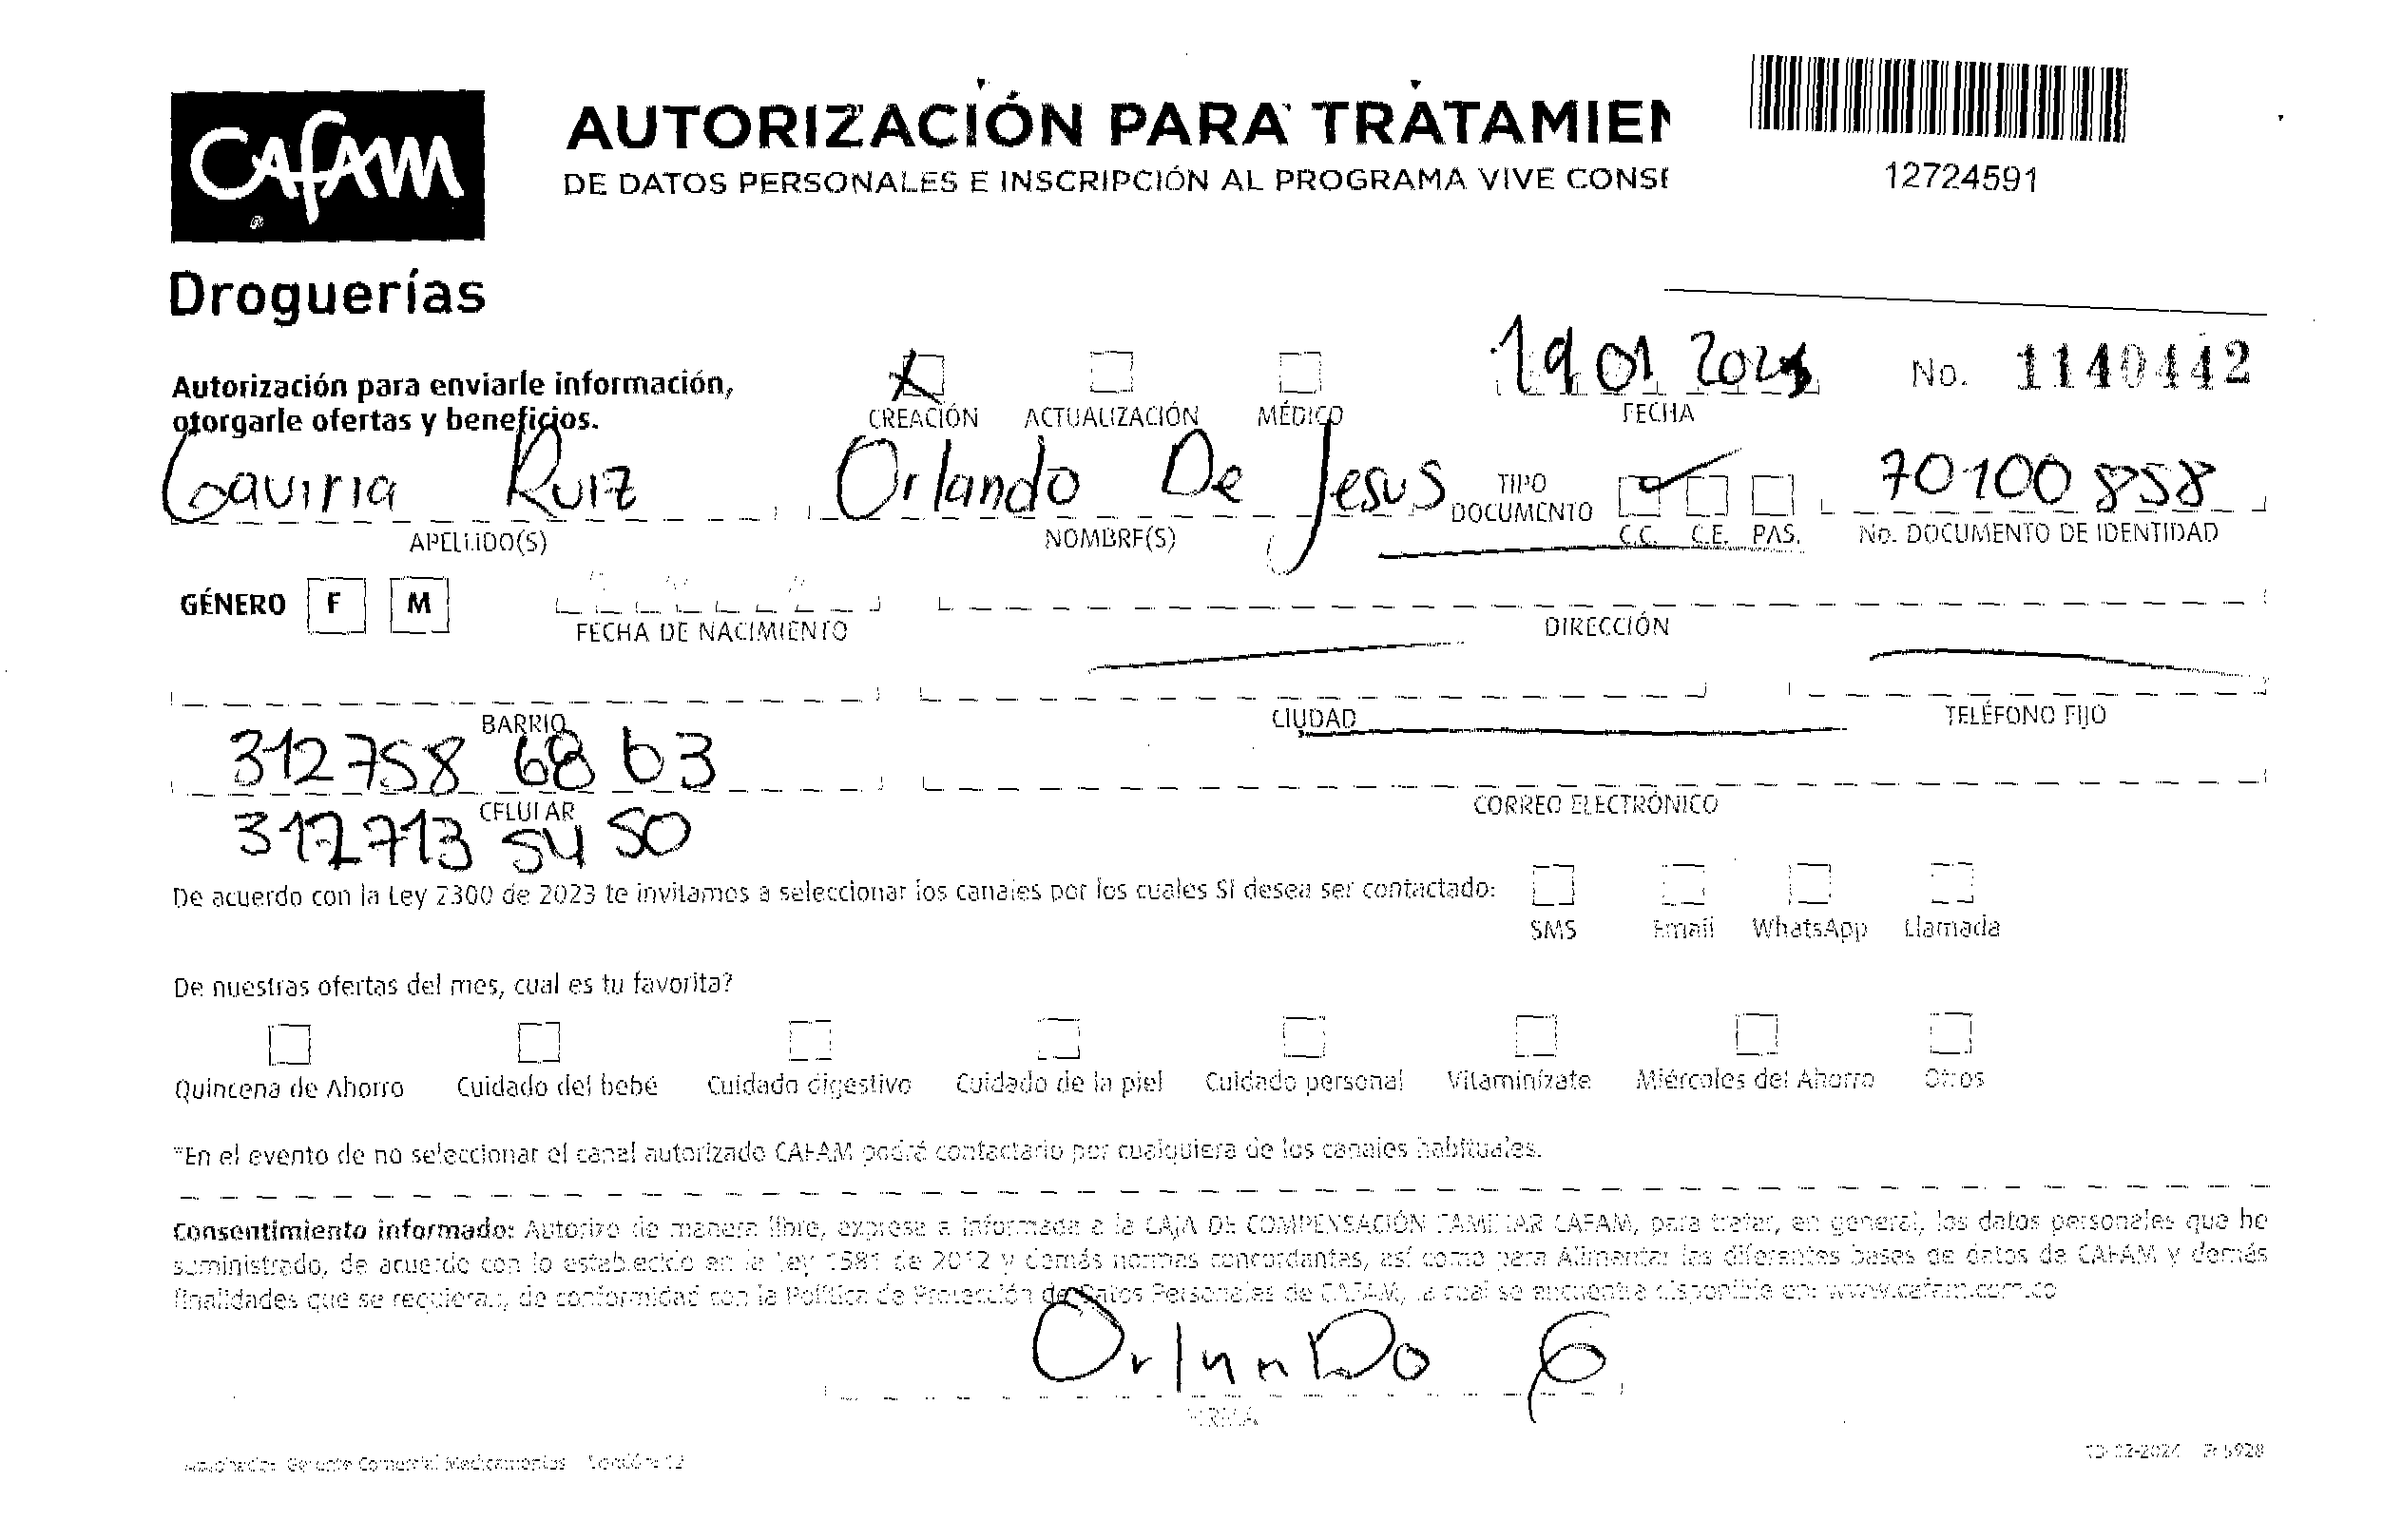 CAFAM
®
Droguerías
AUTORIZACIÓN PARA TRATAMIEN
DE DATOS PERSONALES E INSCRIPCIÓN AL PROGRAMA VIVE CONSE
12724591
Autorización para enviarle información,
otorgarle ofertas y beneficios.
CREACIÓN ACTUALIZACIÓN MÉDICO
19 01 FECHA
No. 1140442
Gaviria Ruiz Orlando De Jesus TIPO DOCUMENTO 70100858
APELLIDO(S) NOMBRE(S) C.C. C.E. PAS. No. DOCUMENTO DE IDENTIDAD
GÉNERO F M FECHA DE NACIMIENTO DIRECCIÓN
BARRIO CIUDAD TELÉFONO FIJO
312758 68 63
CELULAR CORREO ELECTRÓNICO
312713 54 50
De acuerdo con la Ley 2300 de 2023 te invitamos a seleccionar los canales por los cuales SI desea ser contactado:
SMS Email WhatsApp Llamada
De nuestras ofertas del mes, cual es tu favorita?
Quincena de Ahorro Cuidado del bebé Cuidado digestivo Cuidado de la piel Cuidado personal Vitaminízate Miércoles del Ahorro Otros
*En el evento de no seleccionar el canal autorizado CAFAM podrá contactarlo por cualquiera de los canales habituales.
Consentimiento informado: Autorizo de manera libre, expresa e informada a la CAJA DE COMPENSACIÓN FAMILIAR CAFAM, para tratar, en general, los datos personales que he
suministrado, de acuerdo con lo establecido en la Ley 1581 de 2012 y demás normas concordantes, así como para Alimentar las diferentes bases de datos de CAFAM y demás
finalidades que se requieran, de conformidad con la Política de Protección de Datos Personales de CAFAM, la cual se encuentra disponible en: www.cafam.com.co
Orlando G
FIRMA
Gerente Comercial Medicamentos